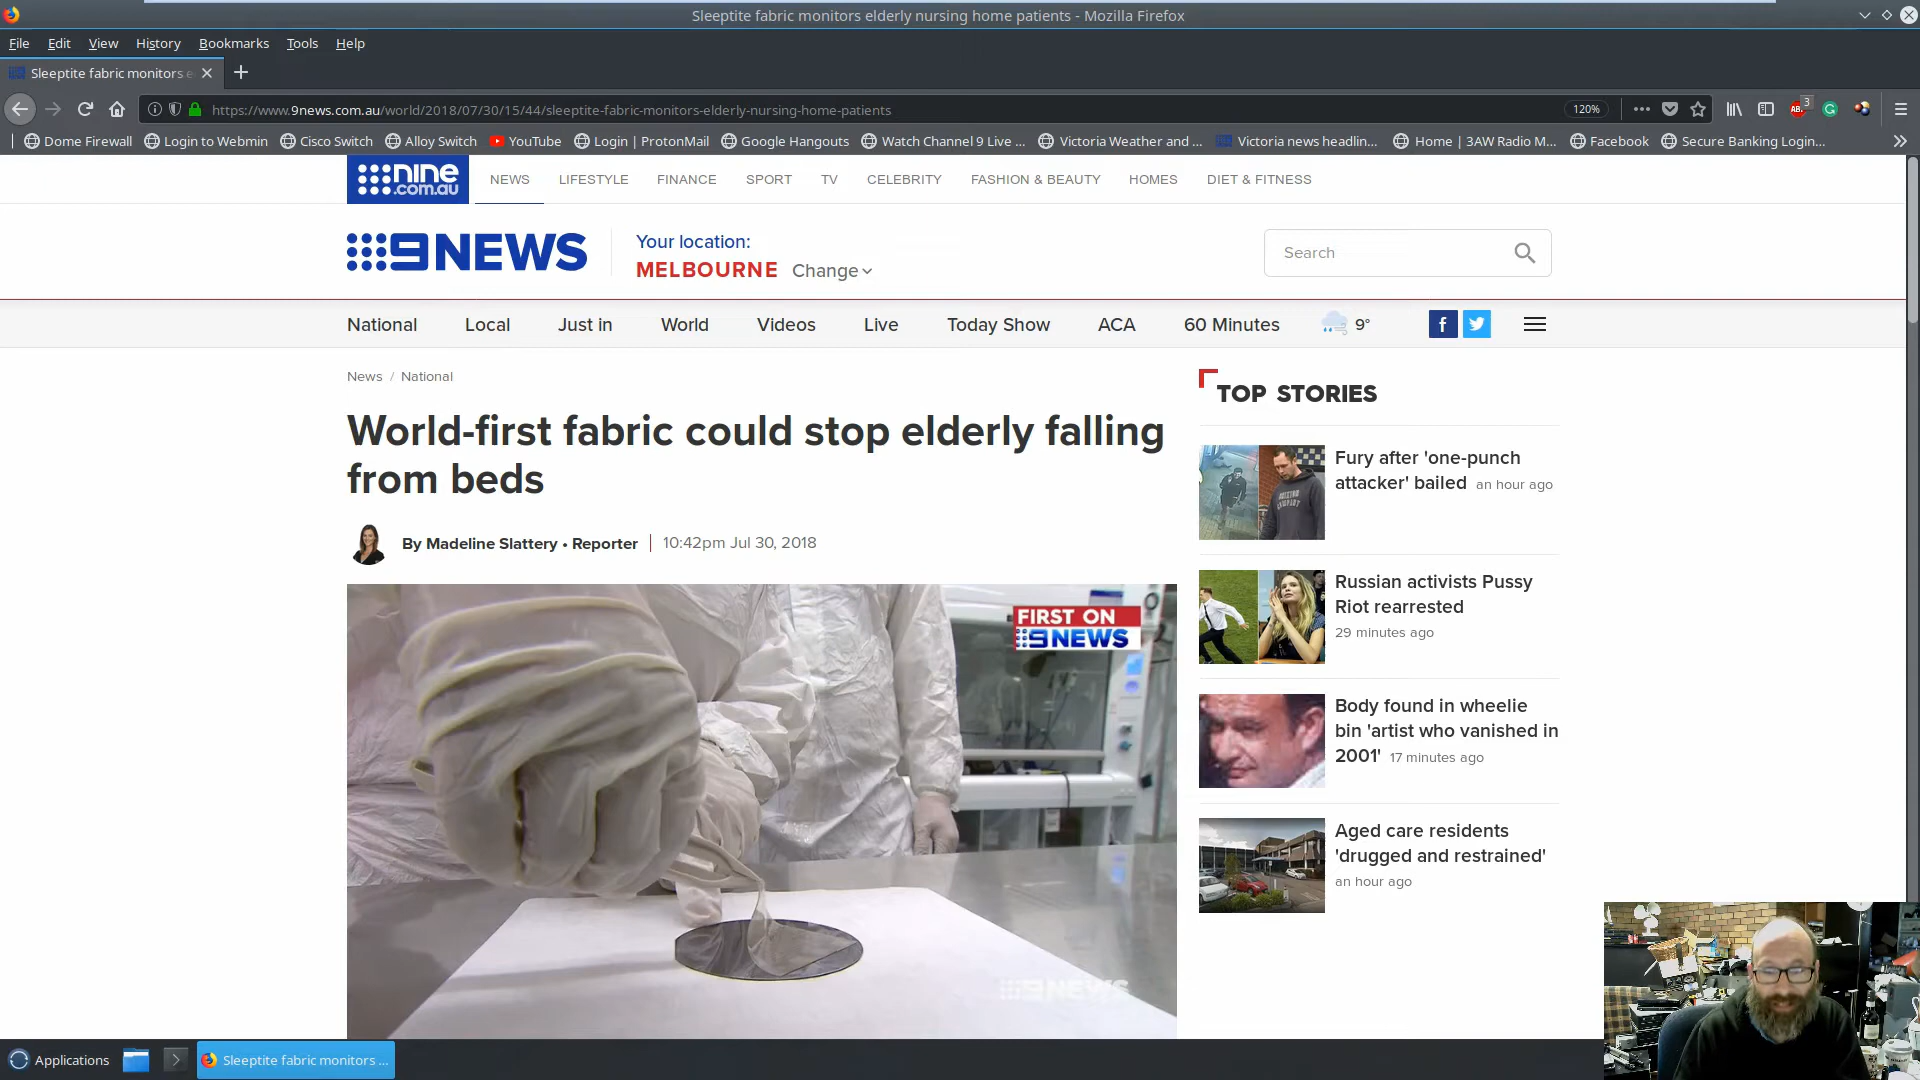 Sleeptite fabric monitors elderly nursing home patients - Mozilla Firefox
File Edit View History Bookmarks Tools Help
Sleeptite fabric monitors e
https://www.9news.com.au/world/2018/07/30/15/44/sleeptite-fabric-monitors-elderly-nursing-home-patients 120% ABP 3
Dome Firewall Login to Webmin Cisco Switch Alloy Switch YouTube Login | ProtonMail Google Hangouts Watch Channel 9 Live ... Victoria Weather and ... Victoria news headlin... Home | 3AW Radio M... Facebook Secure Banking Login...
nine
.com.au
NEWS LIFESTYLE FINANCE SPORT TV CELEBRITY FASHION & BEAUTY HOMES DIET & FITNESS
9NEWS
Your location:
MELBOURNE Change
Search
National Local Just in World Videos Live Today Show ACA 60 Minutes 9°
News / National
World-first fabric could stop elderly falling
from beds
By Madeline Slattery • Reporter | 10:42pm Jul 30, 2018
FIRST ON
9NEWS
9NEWS
TOP STORIES
Fury after 'one-punch
attacker' bailed an hour ago
Russian activists Pussy
Riot rearrested
29 minutes ago
Body found in wheelie
bin 'artist who vanished in
2001' 17 minutes ago
Aged care residents
'drugged and restrained'
an hour ago
Applications Sleeptite fabric monitors ...